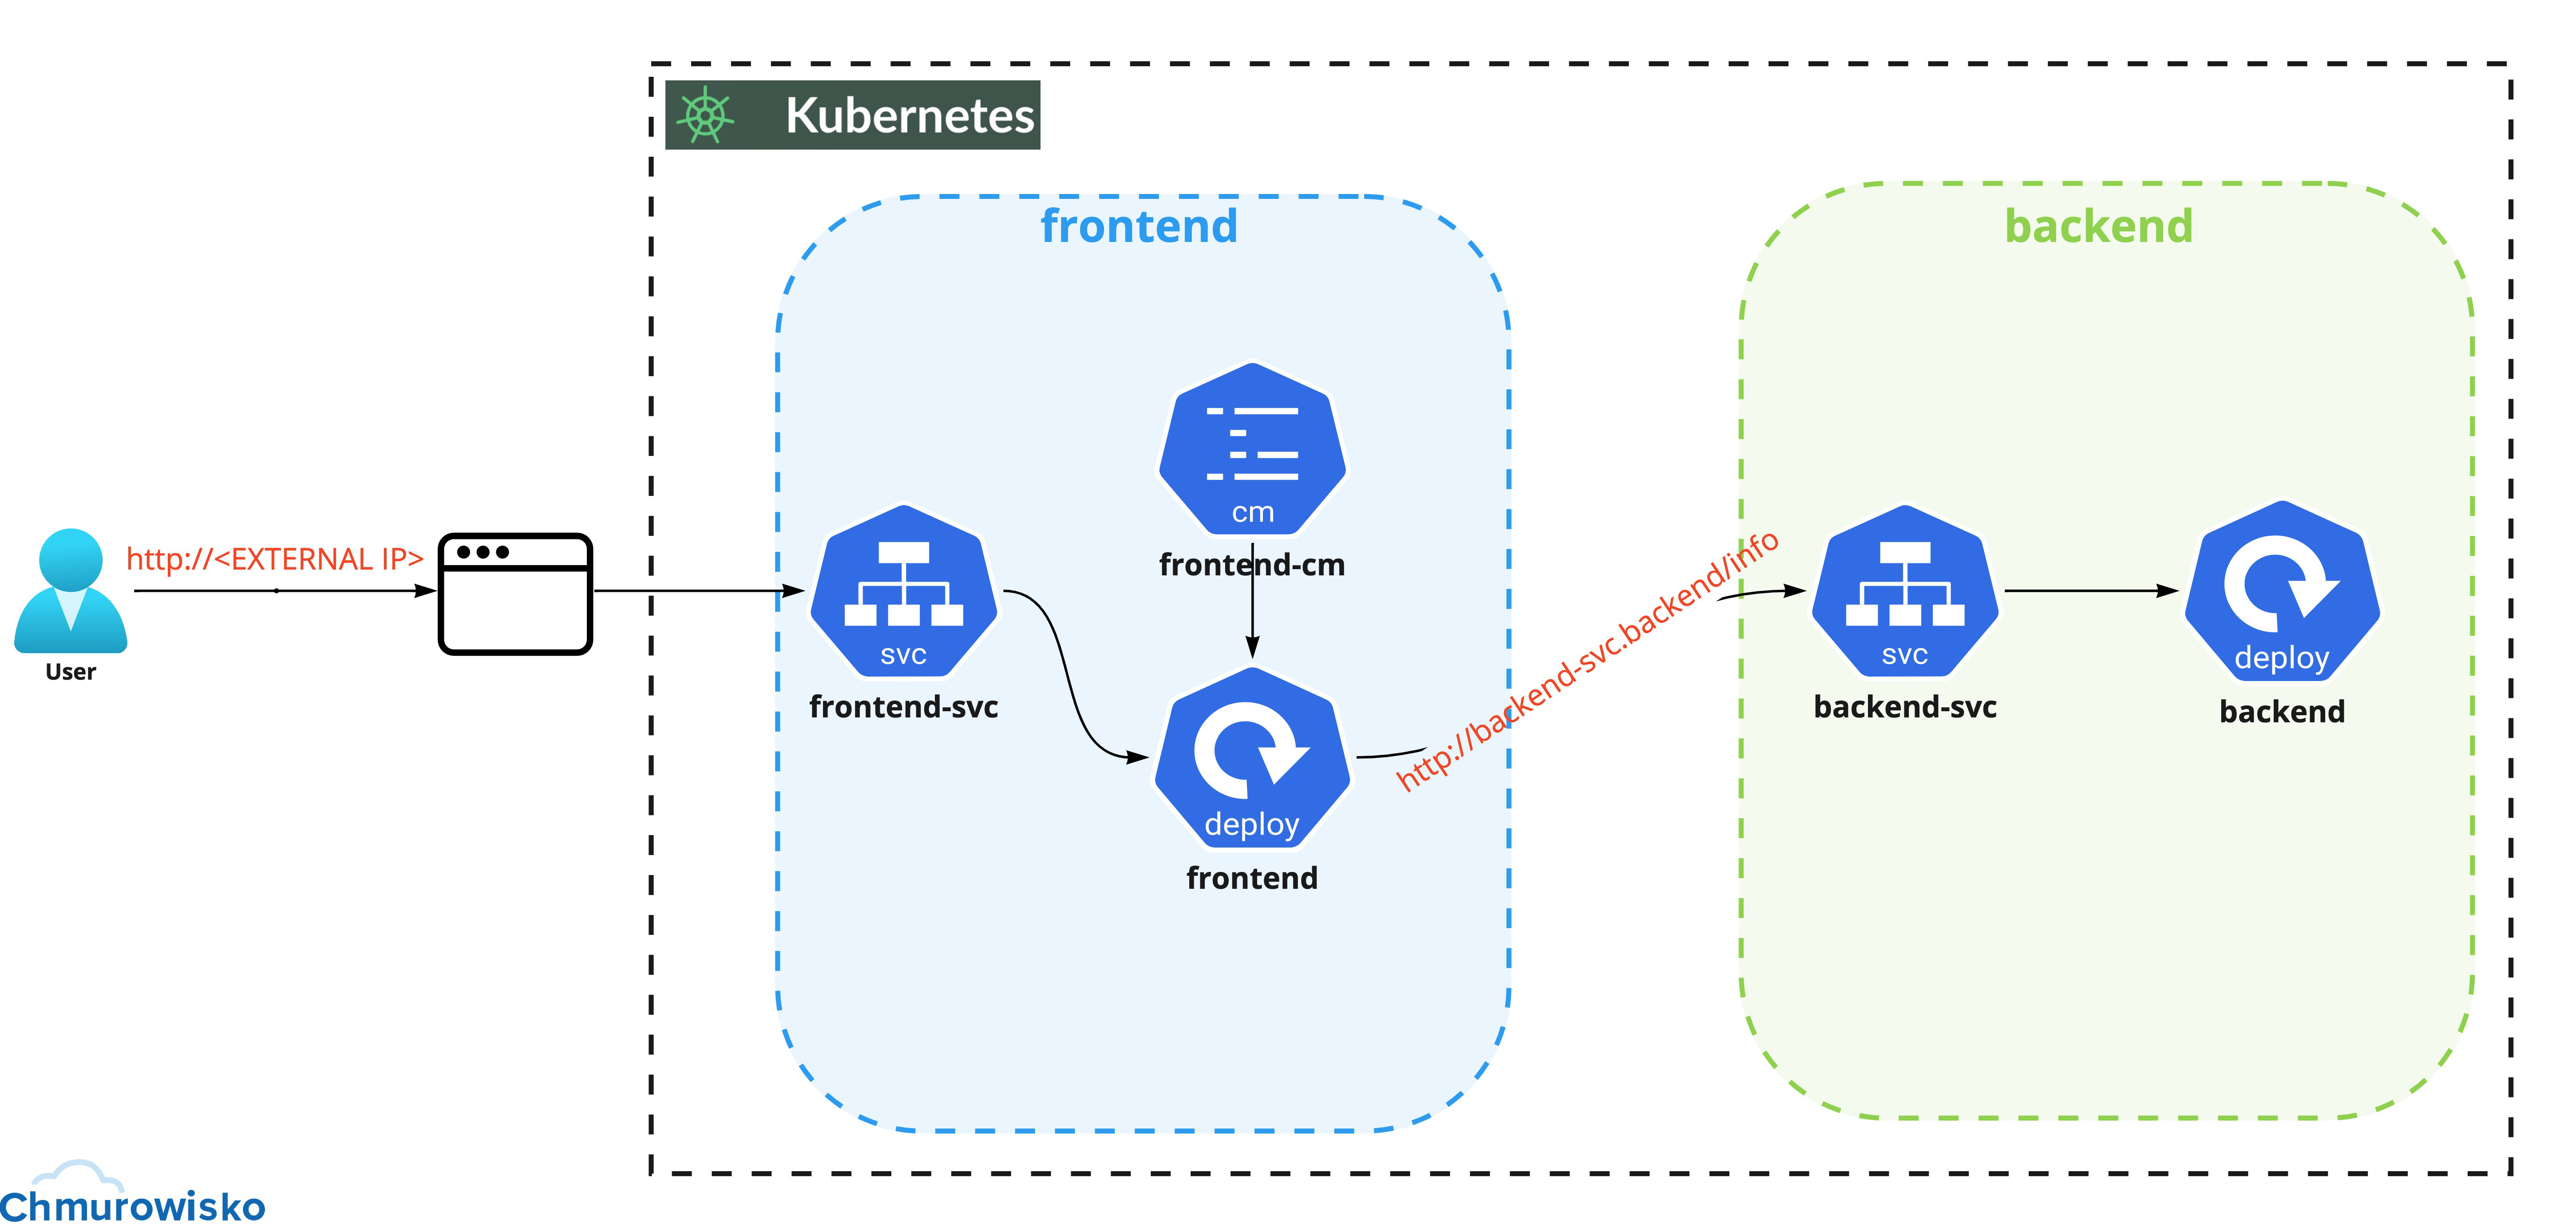 Kubernetes
frontend
backend
cm
frontend-cm
http://<EXTERNAL IP>
User
svc
frontend-svc
deploy
frontend
http://backend-svc.backend/info
svc
backend-svc
deploy
backend
Chmurowisko